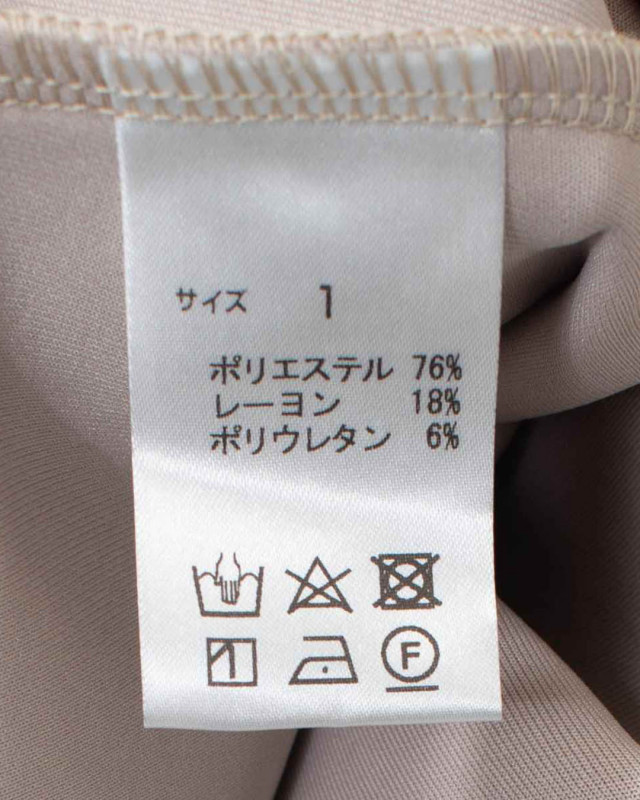 サイズ 1
ポリエステル 76%
レーヨン 18%
ポリウレタン 6%
F